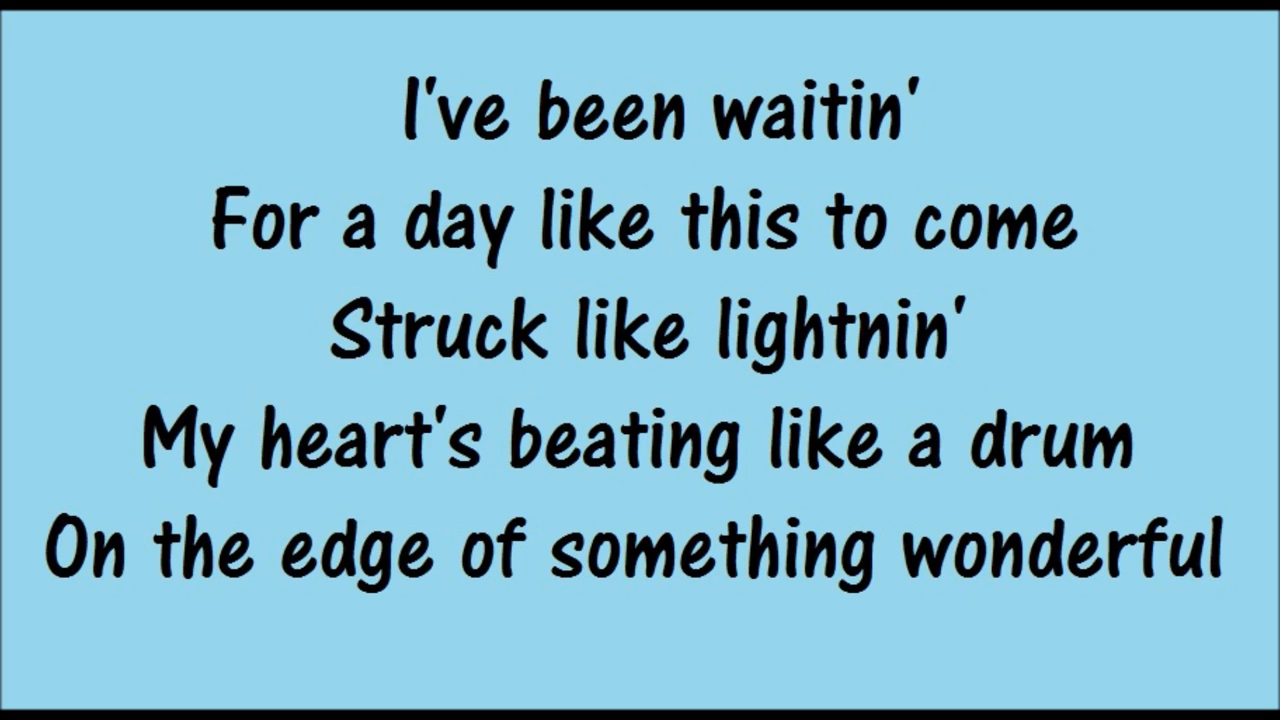 I've been waitin'
For a day like this to come
Struck like lightnin'
My heart's beating like a drum
On the edge of something wonderful